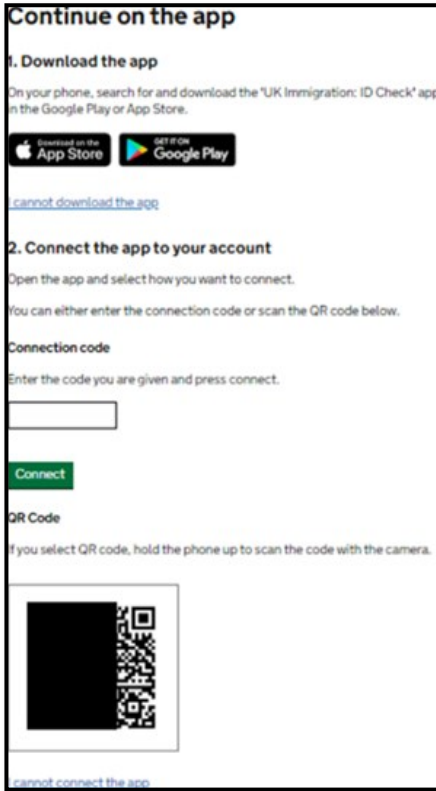 Continue on the app
1. Download the app
On your phone, search for and download the 'UK Immigration: ID Check' app
in the Google Play or App Store.
Download on the
App Store
GET IT ON
Google Play
I cannot download the app
2. Connect the app to your account
Open the app and select how you want to connect.
You can either enter the connection code or scan the QR code below.
Connection code
Enter the code you are given and press connect.
Connect
QR Code
If you select QR code, hold the phone up to scan the code with the camera.
I cannot connect the app